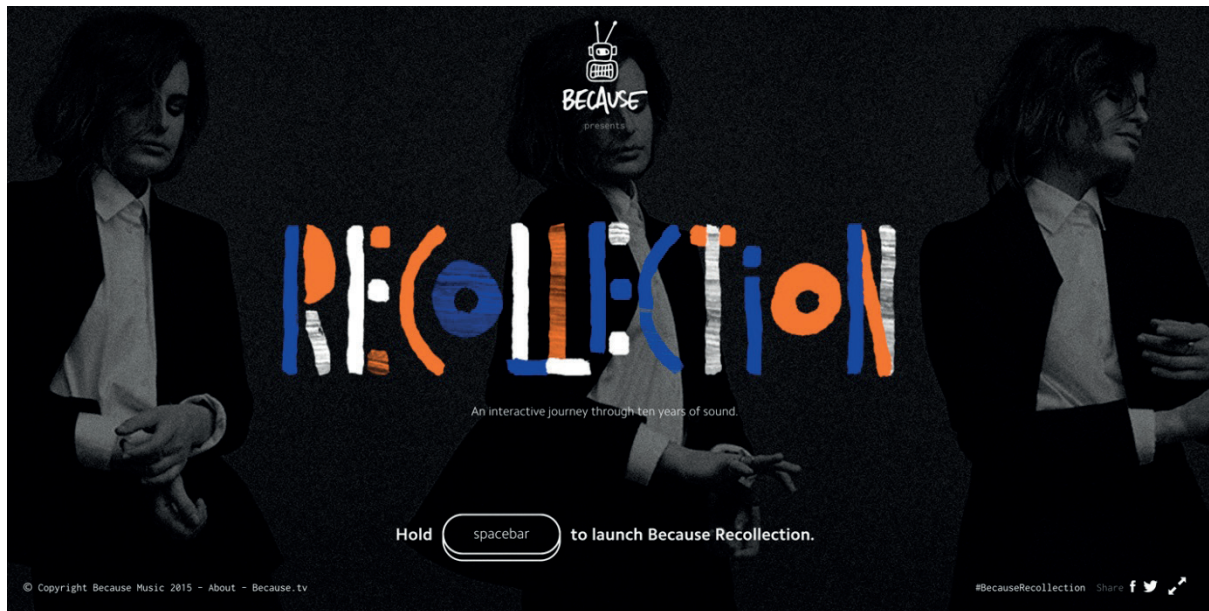 BECAUSE
presents
RECOLLECTION
An interactive journey through ten years of sound.
Hold spacebar to launch Because Recollection.
© Copyright Because Music 2015 - About - Because.tv
#BecauseRecollection Share